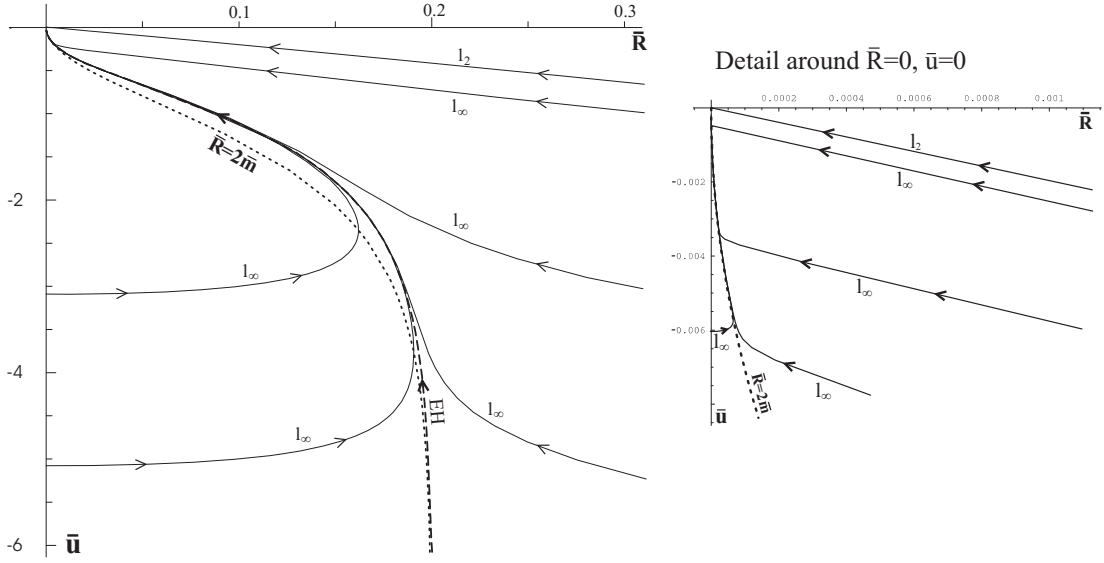 0.1 0.2 0.3
R̄
l₂
l∞
R̄=2m̄
-2
l∞
l∞
-4
EH
l∞
l∞
-6
ū
Detail around R̄=0, ū=0
0.0002 0.0004 0.0006 0.0008 0.001
R̄
l₂
l∞
-0.002
-0.004
l∞
-0.006
l∞
R̄=2m̄
l∞
ū